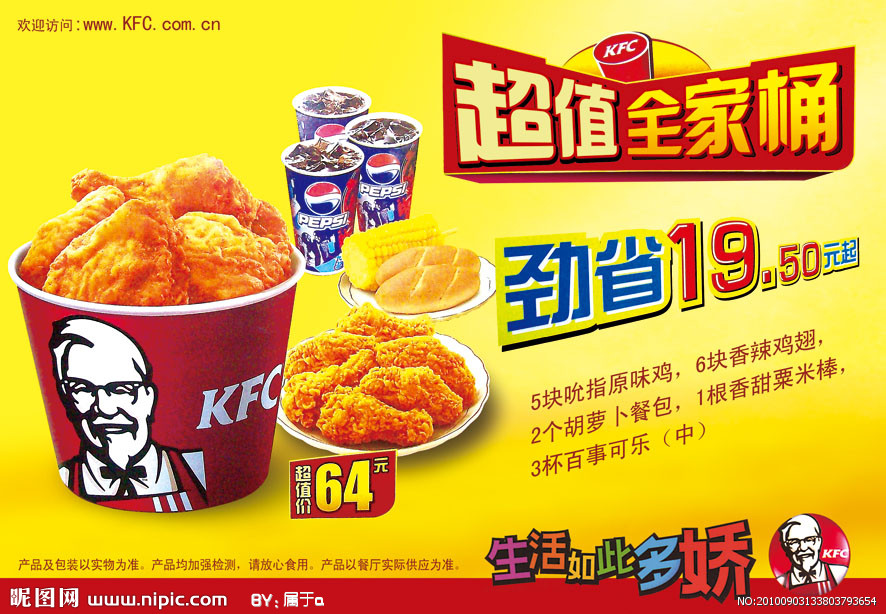 欢迎访问:www.KFC.com.cn
KFC
超值全家桶
PEPSI
PEPSI
劲省19.50元起
5块吮指原味鸡，6块香辣鸡翅，
2个胡萝卜餐包，1根香甜粟米棒，
3杯百事可乐（中）
KFC
超值价64元
生活如此多娇
KFC
产品及包装以实物为准。产品均加强检测，请放心食用。产品以餐厅实际供应为准。
昵图网 www.nipic.com BY:属于a
NO:20100903133803793654